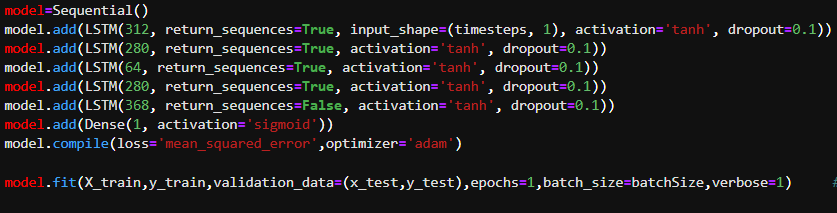 model=Sequential()
model.add(LSTM(312, return_sequences=True, input_shape=(timesteps, 1), activation='tanh', dropout=0.1))
model.add(LSTM(280, return_sequences=True, activation='tanh', dropout=0.1))
model.add(LSTM(64, return_sequences=True, activation='tanh', dropout=0.1))
model.add(LSTM(280, return_sequences=True, activation='tanh', dropout=0.1))
model.add(LSTM(368, return_sequences=False, activation='tanh', dropout=0.1))
model.add(Dense(1, activation='sigmoid'))
model.compile(loss='mean_squared_error',optimizer='adam')
model.fit(X_train,y_train,validation_data=(x_test,y_test),epochs=1,batch_size=batchSize,verbose=1) #